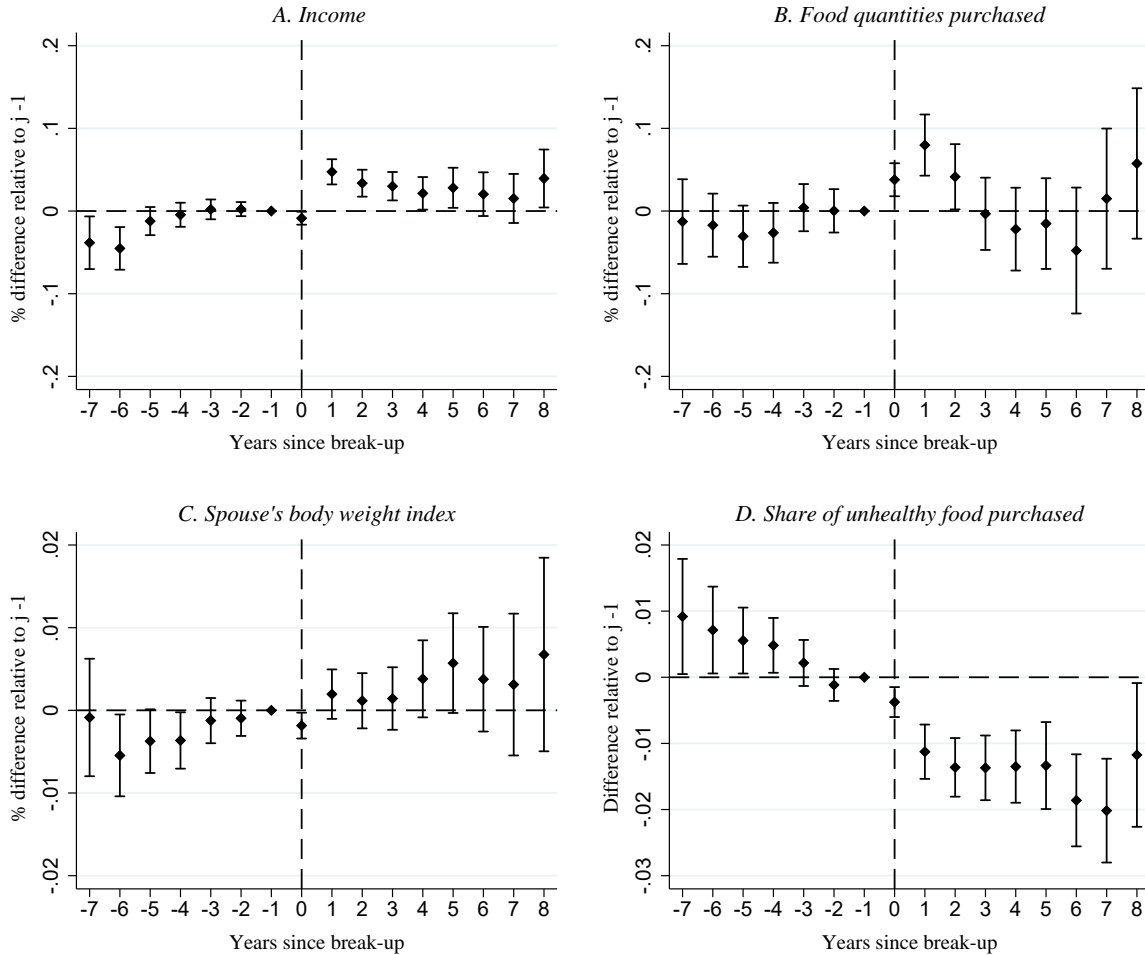 A. Income
% difference relative to j -1
.2
.1
0
-.1
-.2
-7 -6 -5 -4 -3 -2 -1 0 1 2 3 4 5 6 7 8
Years since break-up
B. Food quantities purchased
% difference relative to j -1
.2
.1
0
-.1
-.2
-7 -6 -5 -4 -3 -2 -1 0 1 2 3 4 5 6 7 8
Years since break-up
C. Spouse's body weight index
% difference relative to j -1
.02
.01
0
-.01
-.02
-7 -6 -5 -4 -3 -2 -1 0 1 2 3 4 5 6 7 8
Years since break-up
D. Share of unhealthy food purchased
Difference relative to j -1
.02
.01
0
-.01
-.02
-.03
-7 -6 -5 -4 -3 -2 -1 0 1 2 3 4 5 6 7 8
Years since break-up